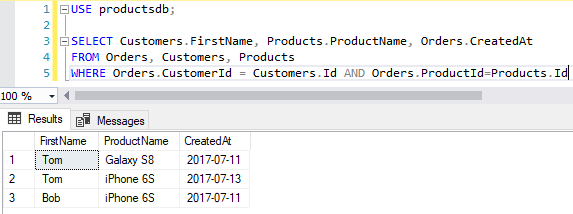 1 USE productsdb;
2
3 SELECT Customers.FirstName, Products.ProductName, Orders.CreatedAt
4 FROM Orders, Customers, Products
5 WHERE Orders.CustomerId = Customers.Id AND Orders.ProductId=Products.Id
100 %
Results Messages
FirstName ProductName CreatedAt
1 Tom Galaxy S8 2017-07-11
2 Tom iPhone 6S 2017-07-13
3 Bob iPhone 6S 2017-07-11